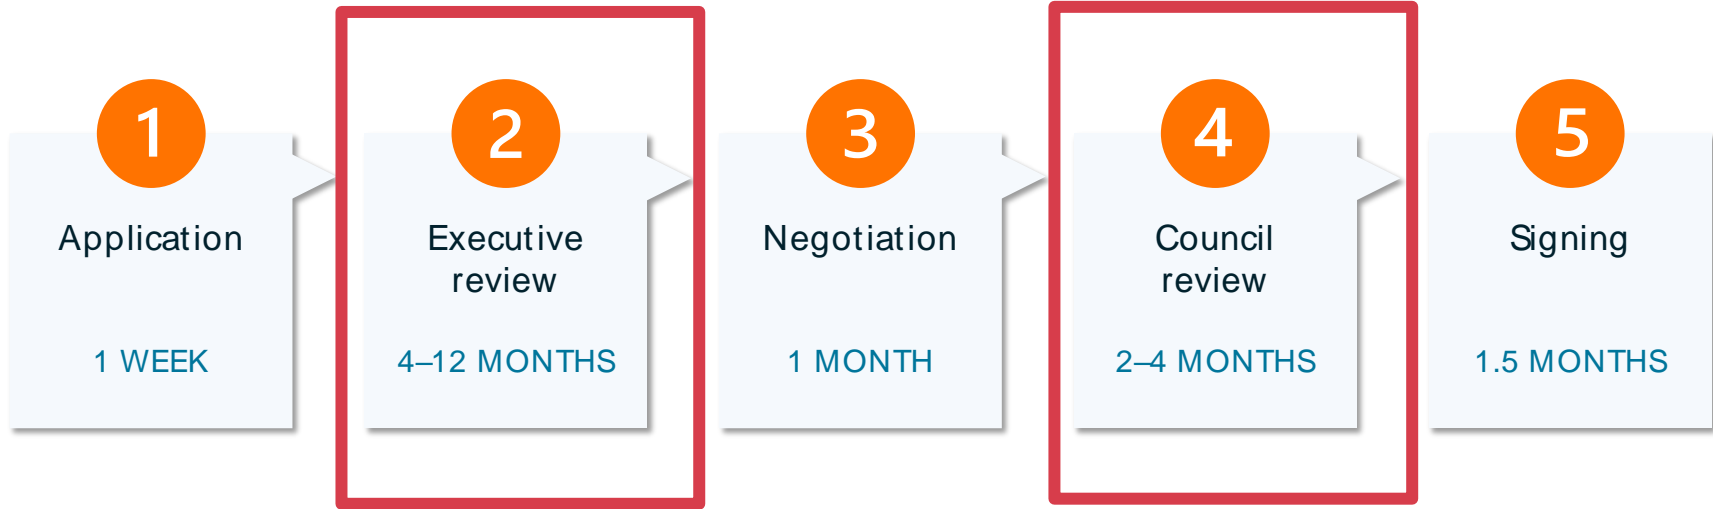 1
Application
1 WEEK
2
Executive
review
4–12 MONTHS
3
Negotiation
1 MONTH
4
Council
review
2–4 MONTHS
5
Signing
1.5 MONTHS